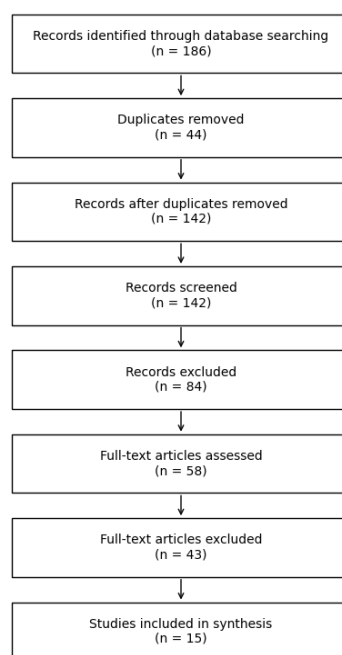 Records identified through database searching
(n = 186)
Duplicates removed
(n = 44)
Records after duplicates removed
(n = 142)
Records screened
(n = 142)
Records excluded
(n = 84)
Full-text articles assessed
(n = 58)
Full-text articles excluded
(n = 43)
Studies included in synthesis
(n = 15)